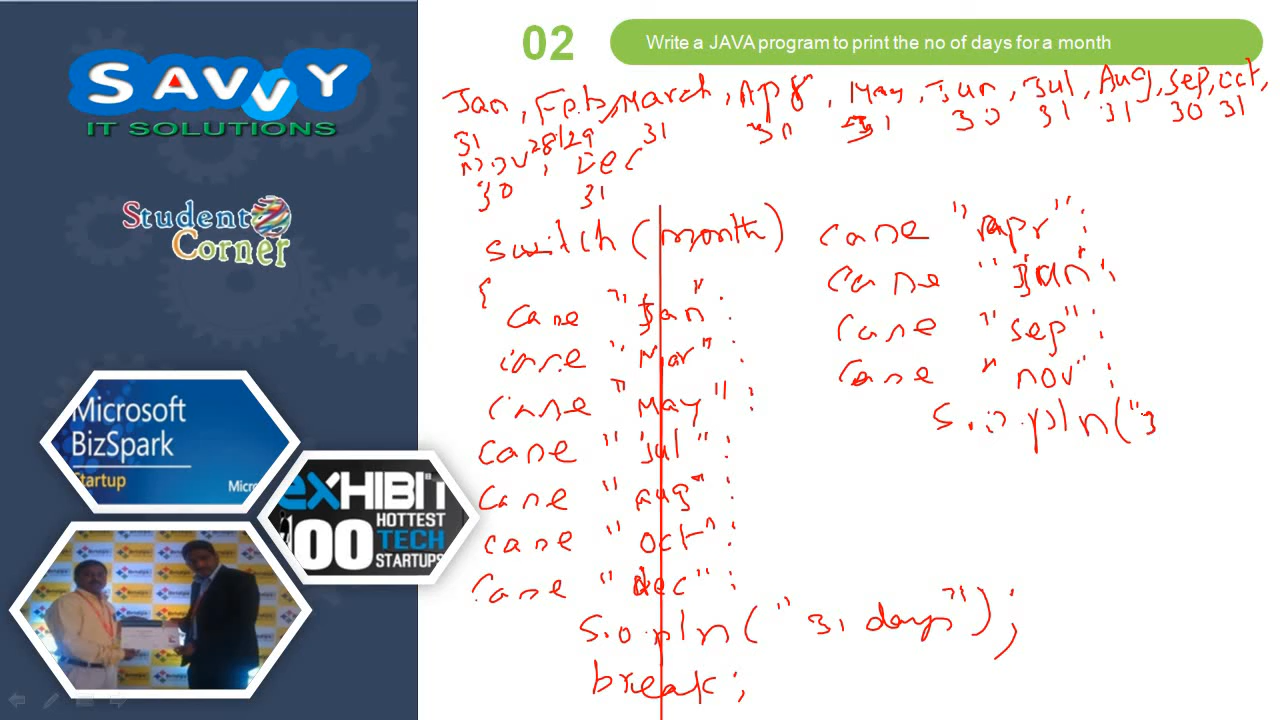 SAVVY
IT SOLUTIONS
Student
Corner
Microsoft
BizSpark
Startup
Micro
eXHIBIT
100 HOTTEST
TECH
STARTUPS
02
Write a JAVA program to print the no of days for a month
Jan, Feb, March, Apr, May, Jun, Jul, Aug, Sep, oct,
31 28/29 31 30 31 30 31 31 30 31
Nov, Dec
30 31
switch (month)
{
case "Jan":
case "Mar":
case "May":
case "Jul":
case "aug":
case "oct":
case "dec":
S.o.pln("31 days");
break;
case "apr":
case "Jun":
case "sep":
case "nov":
S.o.pln("3